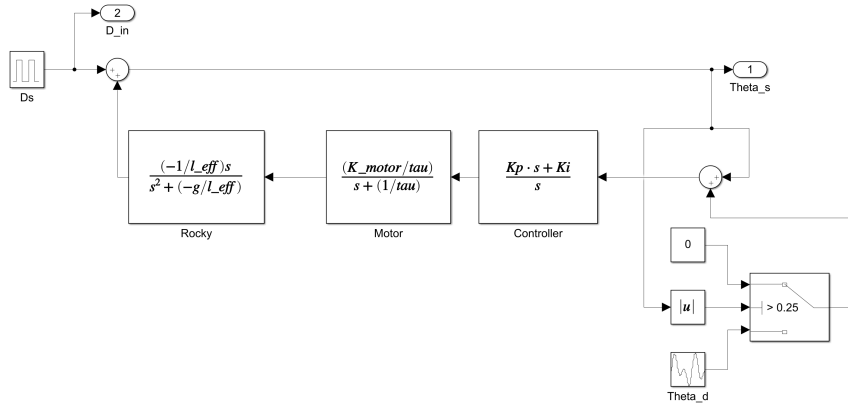 2
D_in
Ds
+
+
1
Theta_s
(-1/l_eff)s
s² + (-g/l_eff)
Rocky
(K_motor/tau)
s + (1/tau)
Motor
Kp · s + Ki
s
Controller
+
+
0
|u|
> 0.25
Theta_d